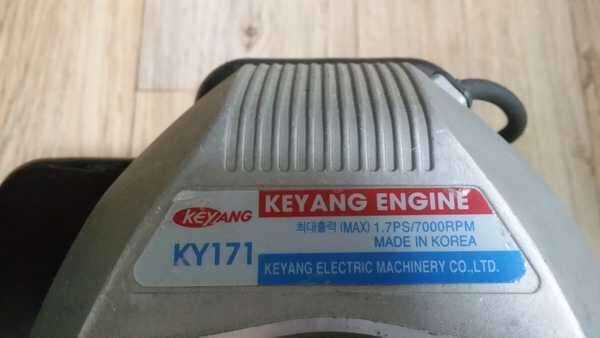 KEYANG
KEYANG ENGINE
최대출력 (MAX) 1.7PS/7000RPM
MADE IN KOREA
KY171
KEYANG ELECTRIC MACHINERY CO.,LTD.